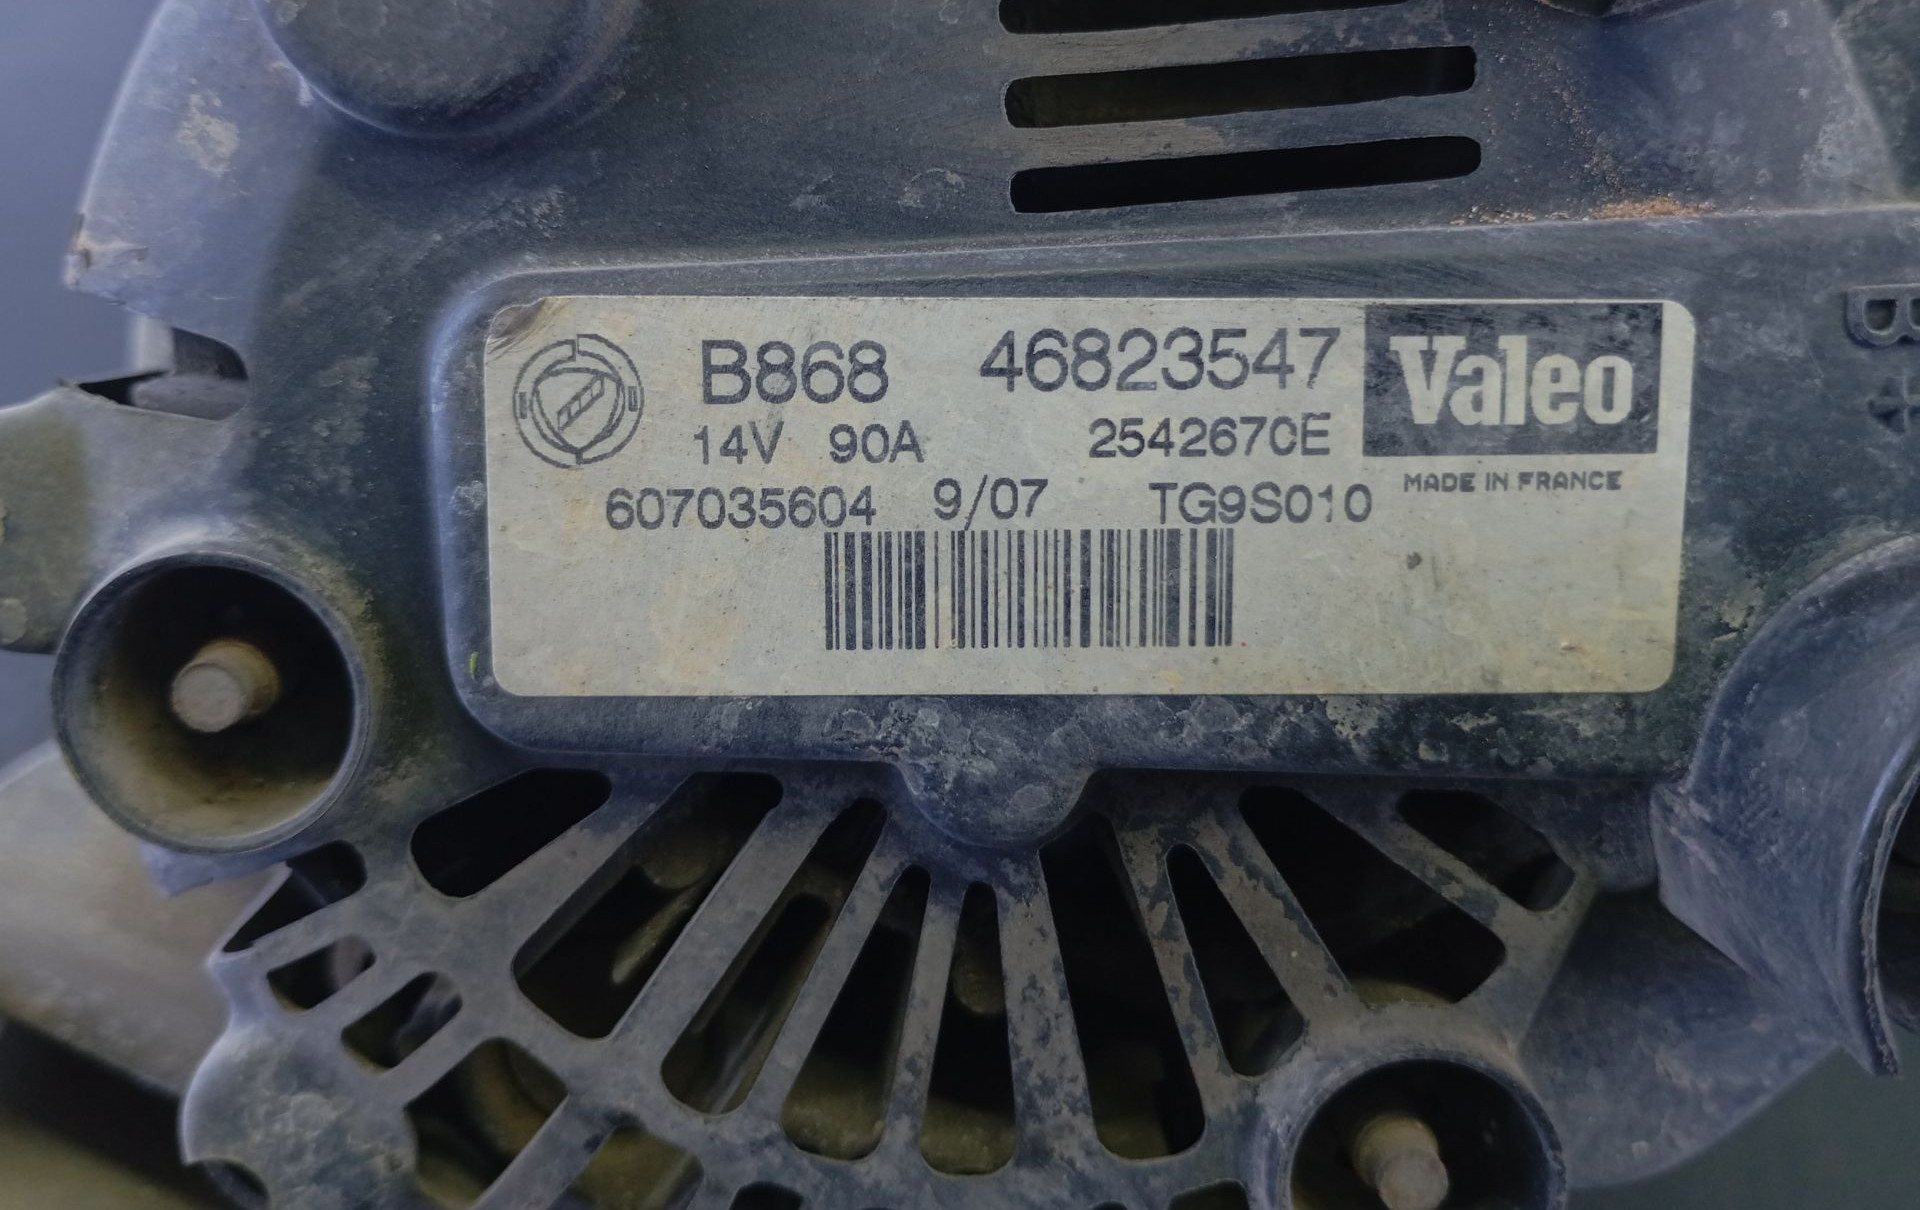 B868 46823547 Valeo
14V 90A 2542670E
MADE IN FRANCE
607035604 9/07 TG9S010
B
+